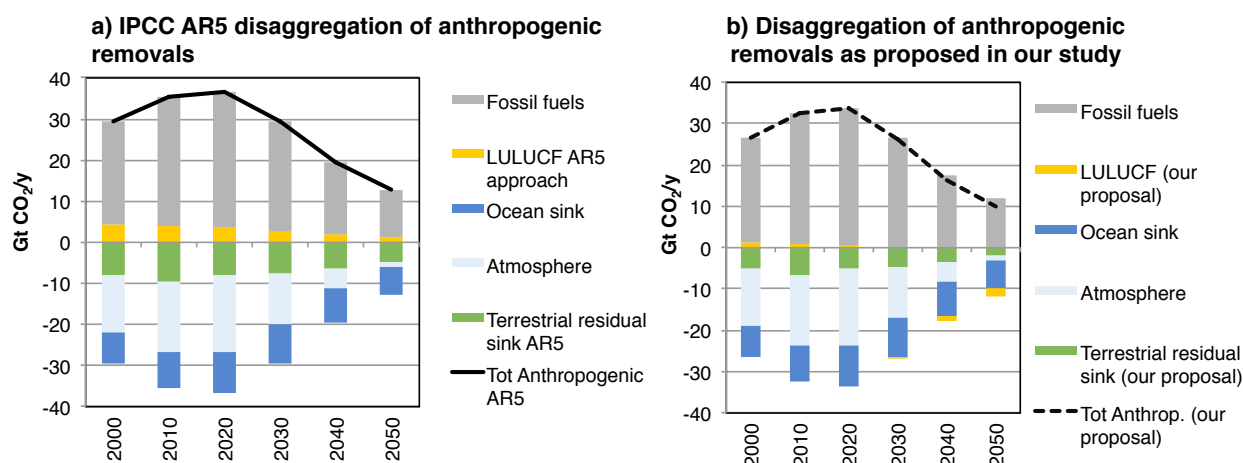 a) IPCC AR5 disaggregation of anthropogenic
removals
40
30
20
10
0
-10
-20
-30
-40
Gt CO₂/y
2000
2010
2020
2030
2040
2050
Fossil fuels
LULUCF AR5
approach
Ocean sink
Atmosphere
Terrestrial residual
sink AR5
Tot Anthropogenic
AR5
b) Disaggregation of anthropogenic
removals as proposed in our study
40
30
20
10
0
-10
-20
-30
-40
Gt CO₂/y
2000
2010
2020
2030
2040
2050
Fossil fuels
LULUCF (our
proposal)
Ocean sink
Atmosphere
Terrestrial residual
sink (our proposal)
Tot Anthrop. (our
proposal)